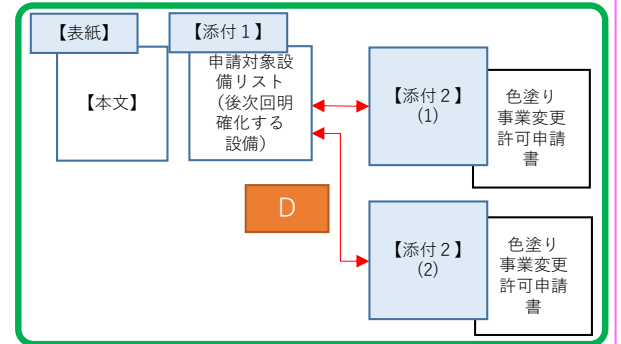 【表紙】
【本文】
【添付１】
申請対象設
備リスト
（後次回明
確化する
設備）
【添付２】
(1)
色塗り
事業変更
許可申請
書
D
【添付２】
(2)
色塗り
事業変更
許可申請
書